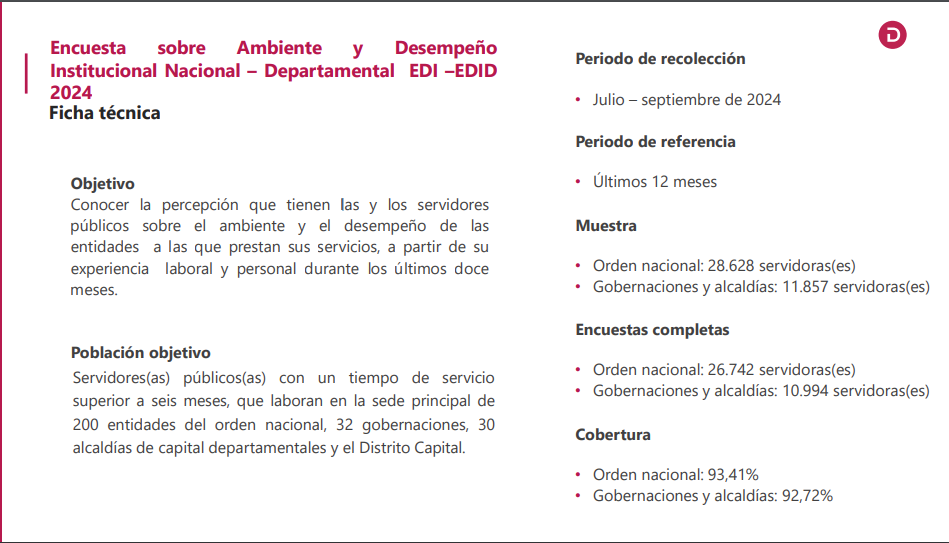 Encuesta sobre Ambiente y Desempeño
Institucional Nacional – Departamental EDI –EDID
2024
Ficha técnica
Objetivo
Conocer la percepción que tienen las y los servidores
públicos sobre el ambiente y el desempeño de las
entidades a las que prestan sus servicios, a partir de su
experiencia laboral y personal durante los últimos doce
meses.
Población objetivo
Servidores(as) públicos(as) con un tiempo de servicio
superior a seis meses, que laboran en la sede principal de
200 entidades del orden nacional, 32 gobernaciones, 30
alcaldías de capital departamentales y el Distrito Capital.
D
Periodo de recolección
• Julio – septiembre de 2024
Periodo de referencia
• Últimos 12 meses
Muestra
• Orden nacional: 28.628 servidoras(es)
• Gobernaciones y alcaldías: 11.857 servidoras(es)
Encuestas completas
• Orden nacional: 26.742 servidoras(es)
• Gobernaciones y alcaldías: 10.994 servidoras(es)
Cobertura
• Orden nacional: 93,41%
• Gobernaciones y alcaldías: 92,72%